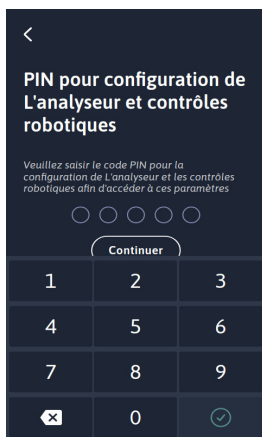 PIN pour configuration de
L'analyseur et contrôles
robotiques
Veuillez saisir le code PIN pour la
configuration de L'analyseur et les contrôles
robotiques afin d'accéder à ces paramètres
Continuer
1 2 3
4 5 6
7 8 9
0